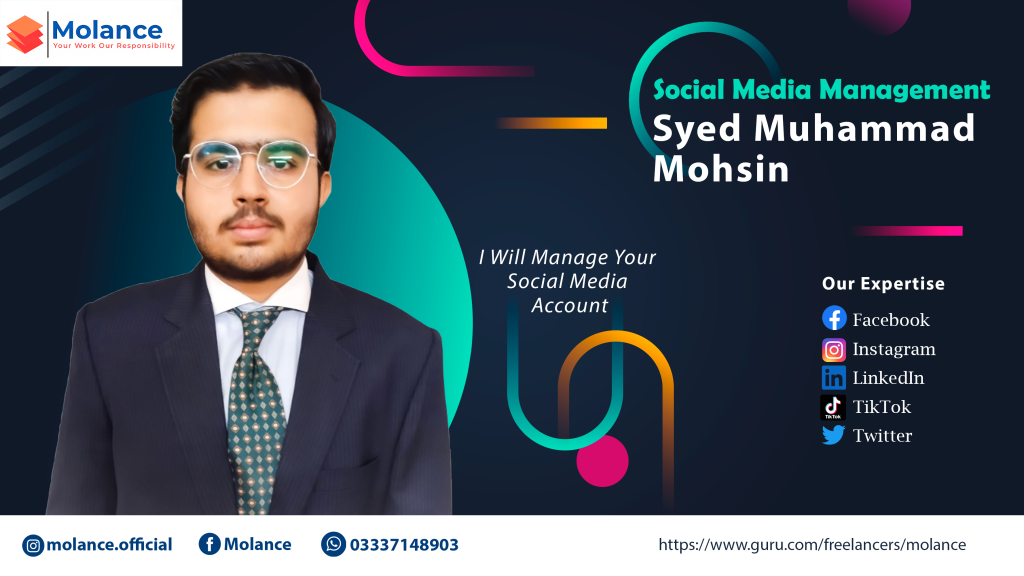 Molance
Your Work Our Responsibility
Social Media Management
Syed Muhammad
Mohsin
I Will Manage Your
Social Media
Account
Our Expertise
Facebook
Instagram
LinkedIn
TikTok
TikTok
Twitter
molance.official
Molance
03337148903
https://www.guru.com/freelancers/molance